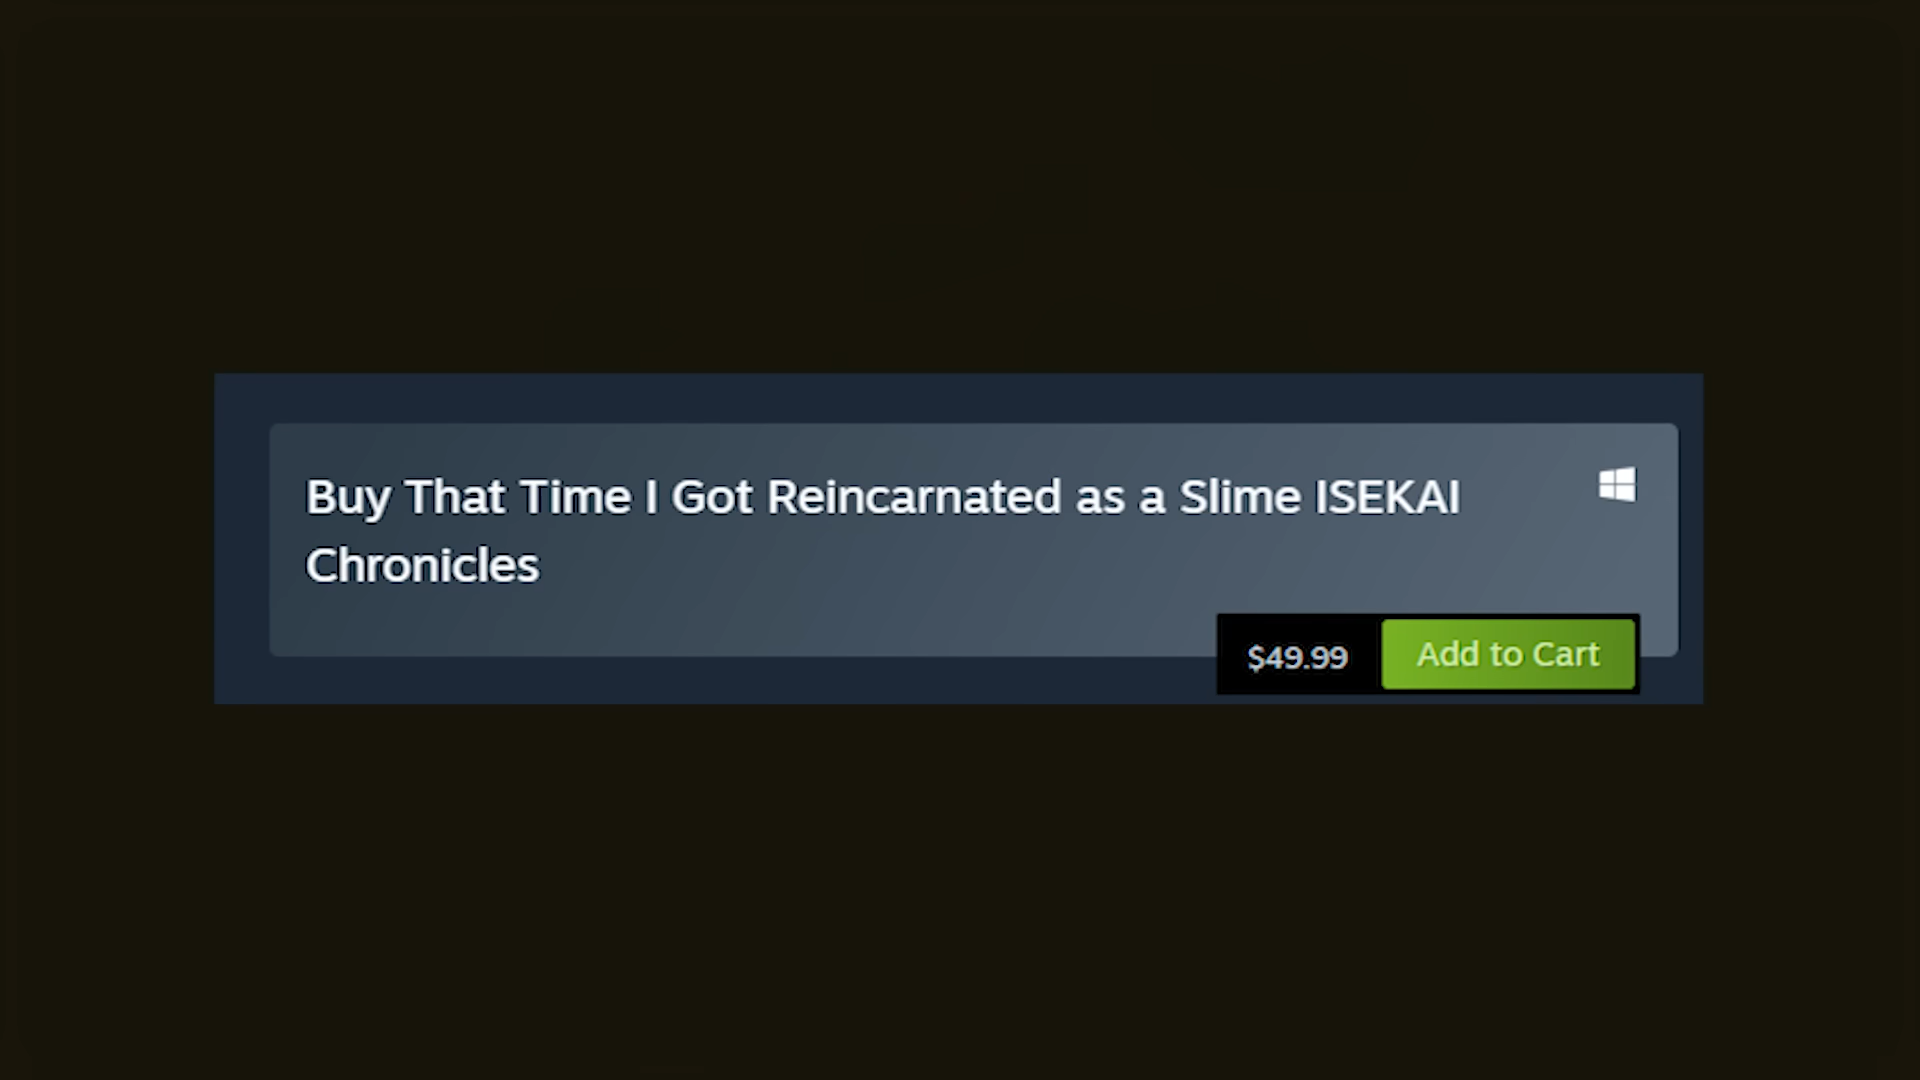 Buy That Time I Got Reincarnated as a Slime ISEKAI
Chronicles
$49.99 Add to Cart